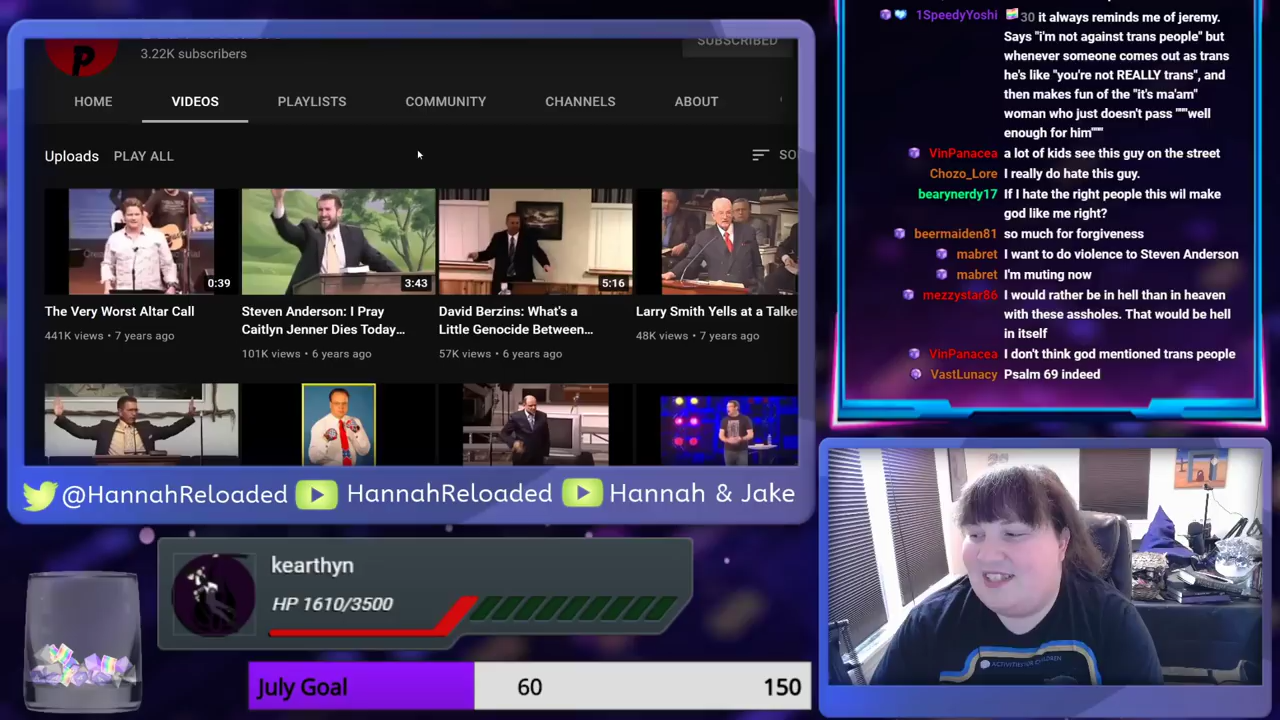 3.22K subscribers
SUBSCRIBED
HOME
VIDEOS
PLAYLISTS
COMMUNITY
CHANNELS
ABOUT
Uploads
PLAY ALL
SO
0:39
3:43
5:16
The Very Worst Altar Call
441K views • 7 years ago
Steven Anderson: I Pray
Caitlyn Jenner Dies Today...
101K views • 6 years ago
David Berzins: What's a
Little Genocide Between...
57K views • 6 years ago
Larry Smith Yells at a Talke
48K views • 7 years ago
@HannahReloaded
HannahReloaded
Hannah & Jake
kearthyn
HP 1610/3500
July Goal
60
150
1SpeedyYoshi 30 it always reminds me of jeremy.
Says "i'm not against trans people" but
whenever someone comes out as trans
he's like "you're not REALLY trans", and
then makes fun of the "it's ma'am"
woman who just doesn't pass """well
enough for him"""
VinPanacea a lot of kids see this guy on the street
Chozo_Lore I really do hate this guy.
bearynerdy17 If I hate the right people this wil make
god like me right?
beermaiden81 so much for forgiveness
mabret I want to do violence to Steven Anderson
mabret I'm muting now
mezzystar86 I would rather be in hell than in heaven
with these assholes. That would be hell
in itself
VinPanacea I don't think god mentioned trans people
VastLunacy Psalm 69 indeed